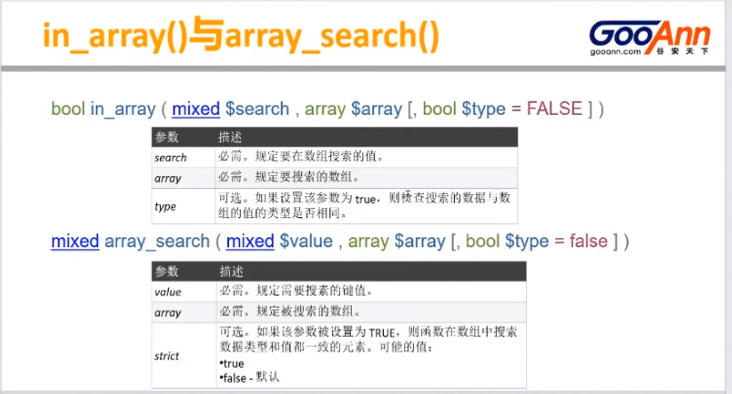 in_array()与array_search()
GooAnn
gooann.com 谷安天下
bool in_array ( mixed $search , array $array [, bool $type = FALSE ] )
参数 描述
search 必需。规定要在数组搜索的值。
array 必需。规定要搜索的数组。
type 可选。如果设置该参数为 true，则检查搜索的数据与数
组的值的类型是否相同。
mixed array_search ( mixed $value , array $array [, bool $type = false ] )
参数 描述
value 必需。规定需要搜素的键值。
array 必需。规定被搜索的数组。
strict 可选。如果该参数被设置为 TRUE，则函数在数组中搜索
数据类型和值都一致的元素。可能的值：
•true
•false - 默认